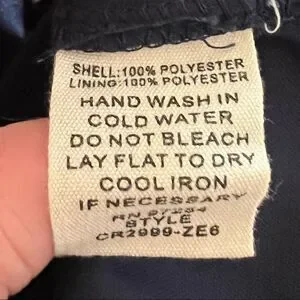 SHELL:100% POLYESTER
LINING:100% POLYESTER
HAND WASH IN
COLD WATER
DO NOT BLEACH
LAY FLAT TO DRY
COOL IRON
IF NECESSARY
RN
STYLE
CR2999-ZE6